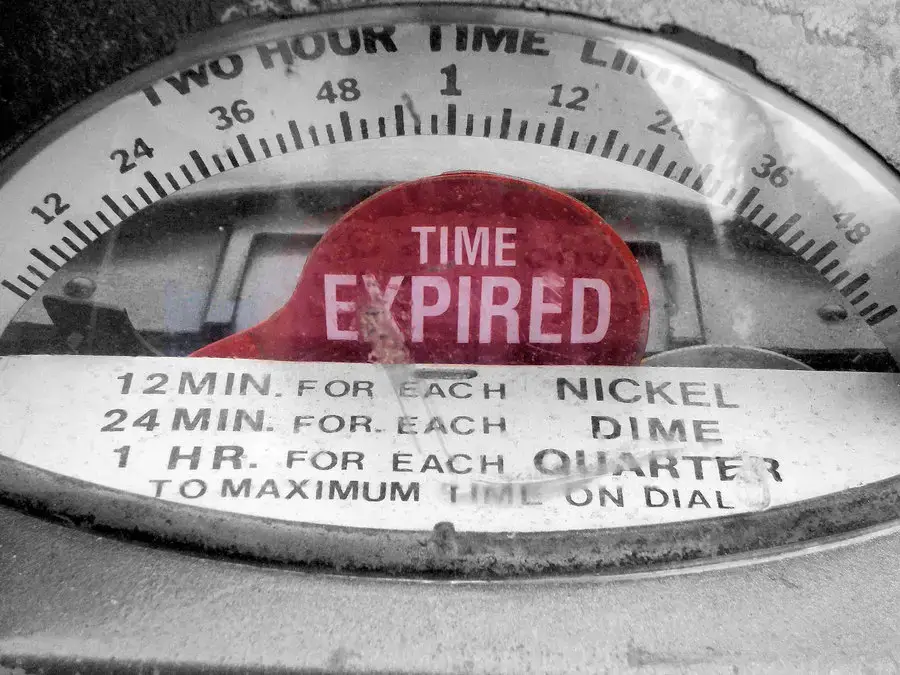 TWO HOUR TIME LIMIT
12 24 36 48 1 12 24 36 48
TIME
EXPIRED
12 MIN. FOR EACH NICKEL
24 MIN. FOR. EACH DIME
1 HR. FOR EACH QUARTER
TO MAXIMUM TIME ON DIAL